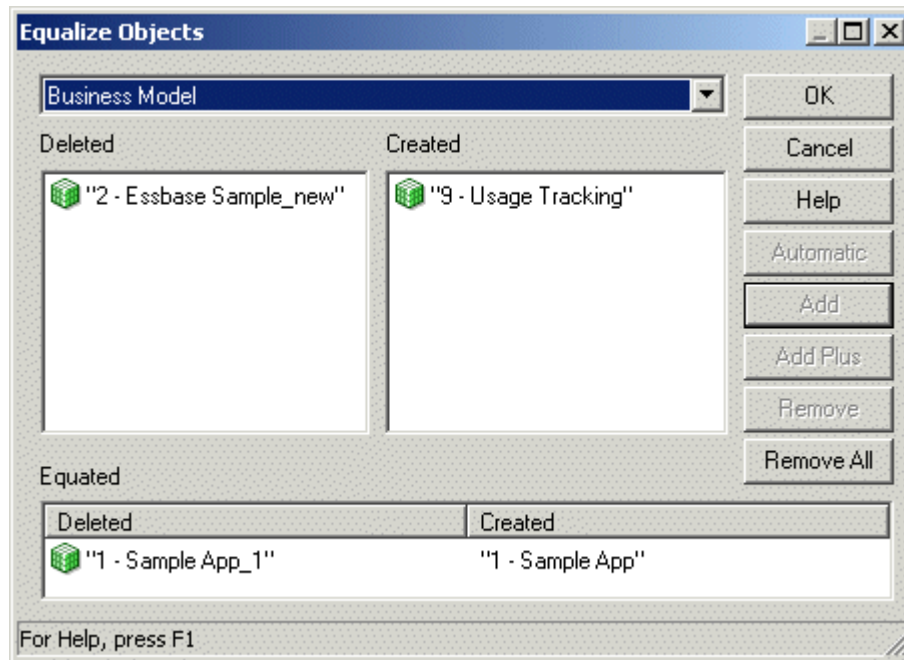 Equalize Objects
Business Model
OK
Deleted
Created
Cancel
"2 - Essbase Sample_new"
"9 - Usage Tracking"
Help
Automatic
Add
Add Plus
Remove
Remove All
Equated
Deleted
Created
"1 - Sample App_1"
"1 - Sample App"
For Help, press F1